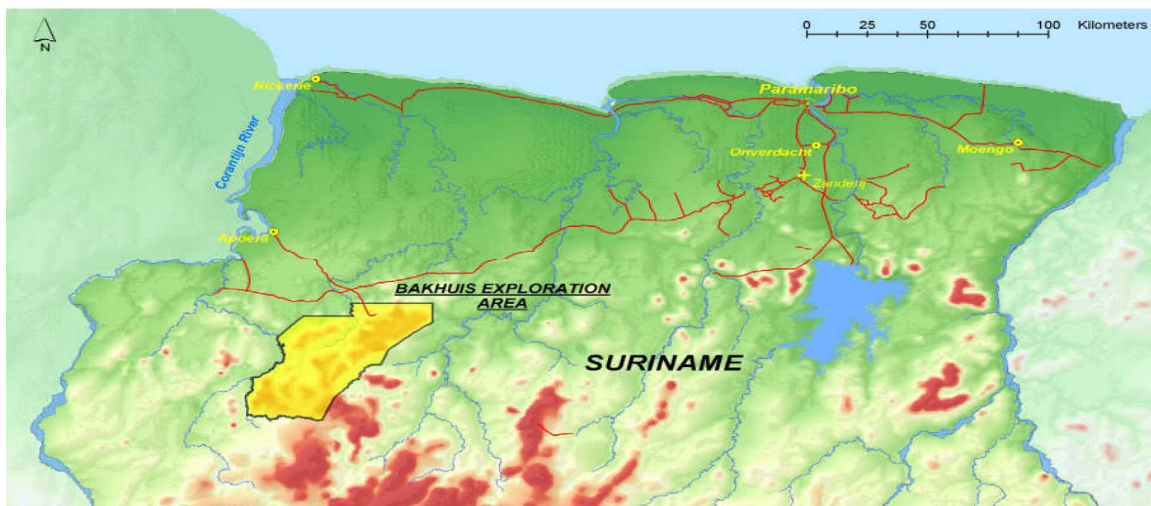 0 25 50 100 Kilometers
N
Nickerie
Paramaribo
Corantijn River
Onverdacht
Moengo
Zanderij
Apoera
BAKHUIS EXPLORATION
AREA
SURINAME